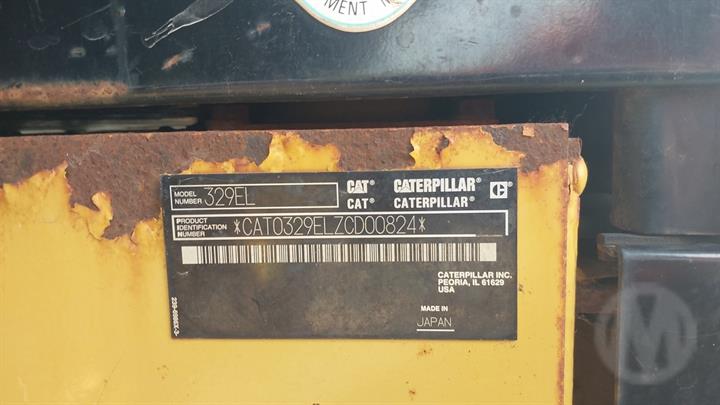 MENT M
MODEL NUMBER 329EL CAT® CATERPILLAR® C
CAT® CATERPILLAR®
PRODUCT IDENTIFICATION NUMBER *CAT0329ELZCD00824*
CATERPILLAR INC.
PEORIA, IL 61629
USA
MADE IN
JAPAN
M